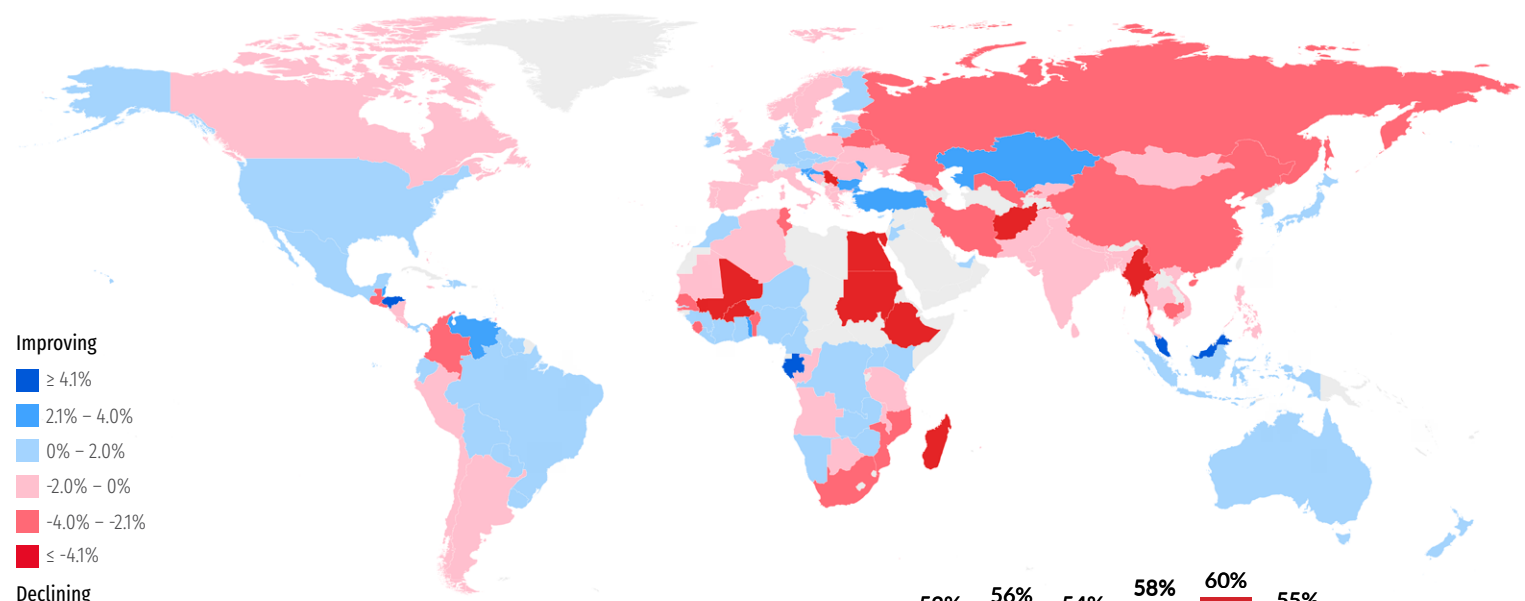 Improving
≥ 4.1%
2.1% – 4.0%
0% – 2.0%
-2.0% – 0%
-4.0% – -2.1%
≤ -4.1%
Declining
56%
58%
60%
55%